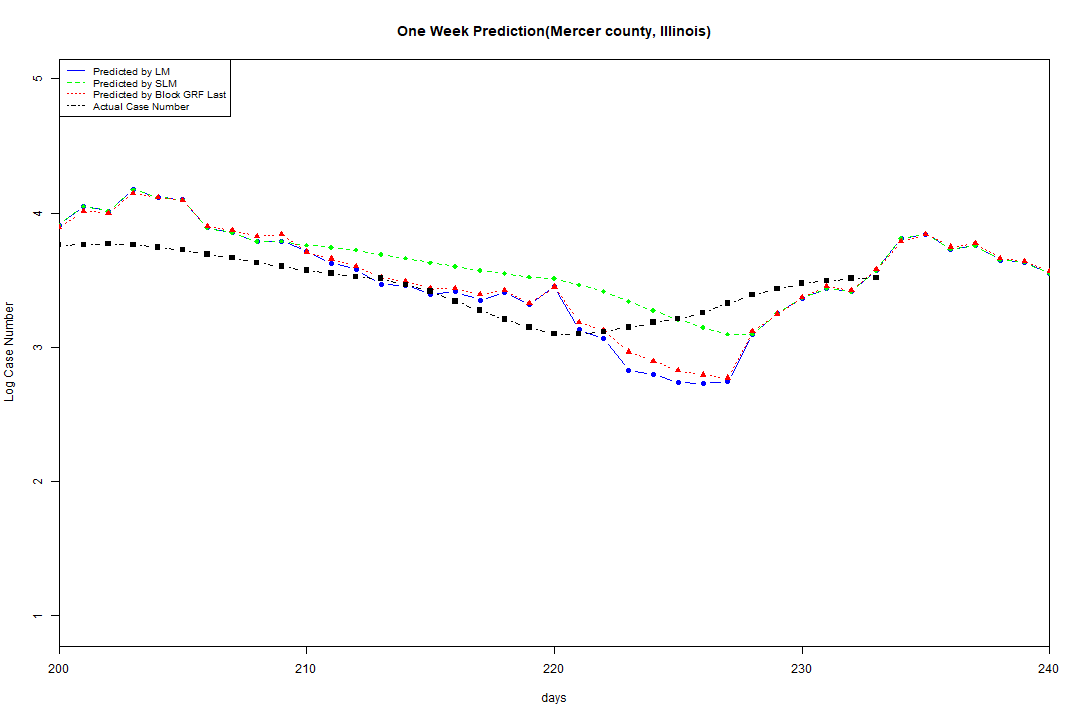 One Week Prediction(Mercer county, Illinois)
Predicted by LM
Predicted by SLM
Predicted by Block GRF Last
Actual Case Number
5
4
3
2
1
Log Case Number
200 210 220 230 240
days